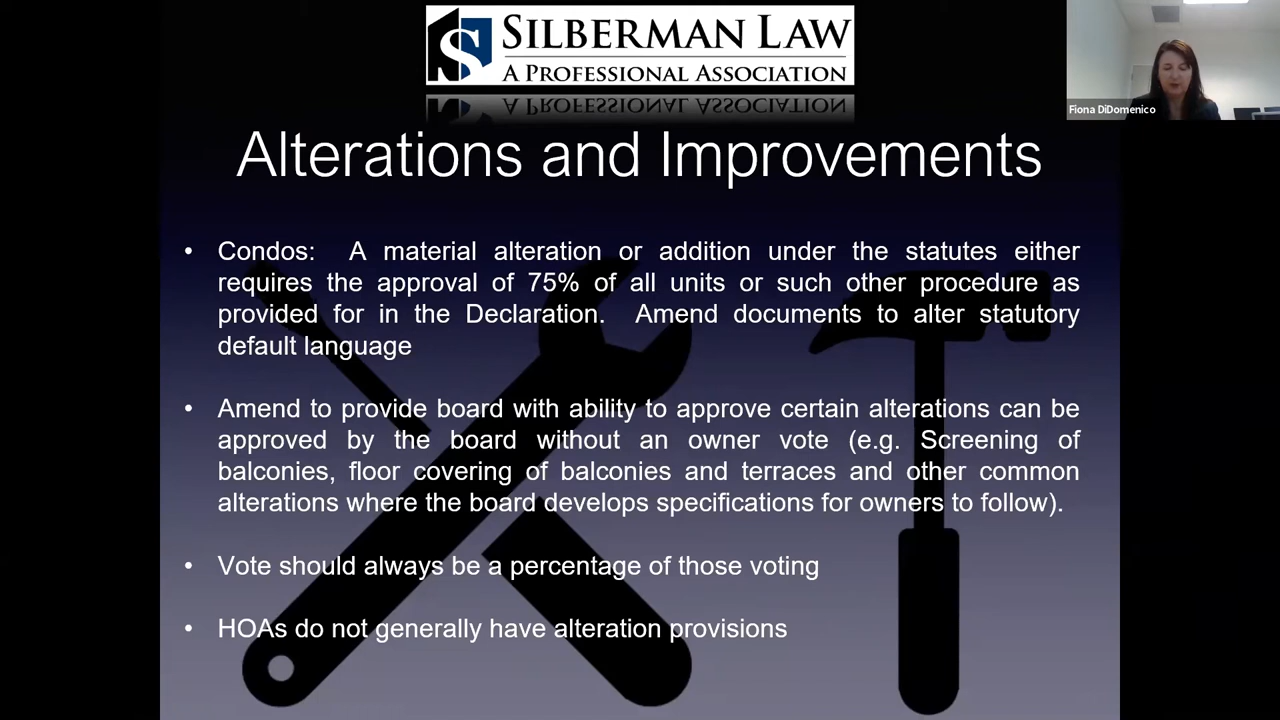 SILBERMAN LAW
A PROFESSIONAL ASSOCIATION
Fiona DiDomenico
Alterations and Improvements
• Condos: A material alteration or addition under the statutes either
requires the approval of 75% of all units or such other procedure as
provided for in the Declaration. Amend documents to alter statutory
default language
• Amend to provide board with ability to approve certain alterations can be
approved by the board without an owner vote (e.g. Screening of
balconies, floor covering of balconies and terraces and other common
alterations where the board develops specifications for owners to follow).
• Vote should always be a percentage of those voting
• HOAs do not generally have alteration provisions